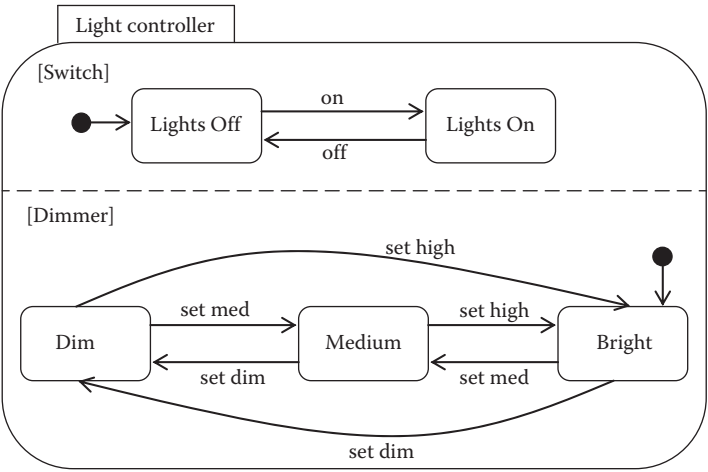 Light controller
[Switch]
on
Lights Off
Lights On
off
[Dimmer]
set high
set med
set high
Dim
Medium
Bright
set dim
set med
set dim